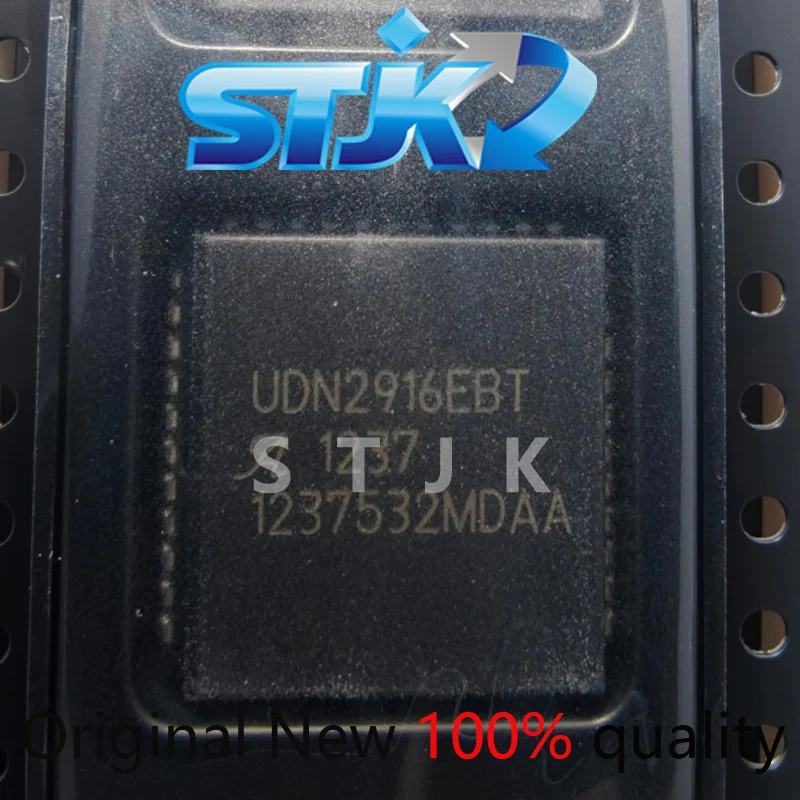 STJK
UDN2916EBT
1237
S T J K
1237532MDAA
Original New 100% quality